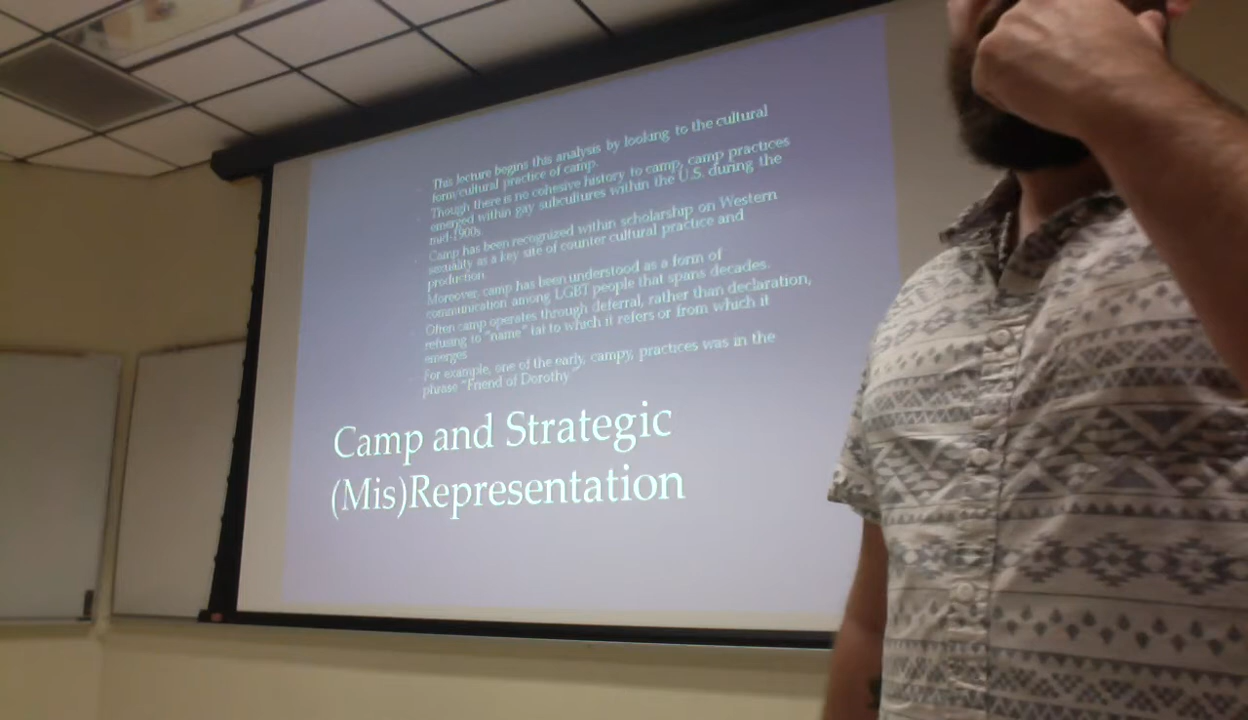 This lecture begins this analysis by looking to the cultural
form/cultural practice of camp.
Though there is no cohesive history to camp, camp practices
emerged within gay subcultures within the U.S. during the
mid-1900s.
Camp has been recognized within scholarship on Western
sexuality as a key site of counter cultural practice and
production.
Moreover, camp has been understood as a form of
communication among LGBT people that spans decades.
Often camp operates through deferral, rather than declaration,
refusing to "name" tat to which it refers or from which it
emerges
For example, one of the early, campy, practices was in the
phrase "Friend of Dorothy"
Camp and Strategic
(Mis)Representation